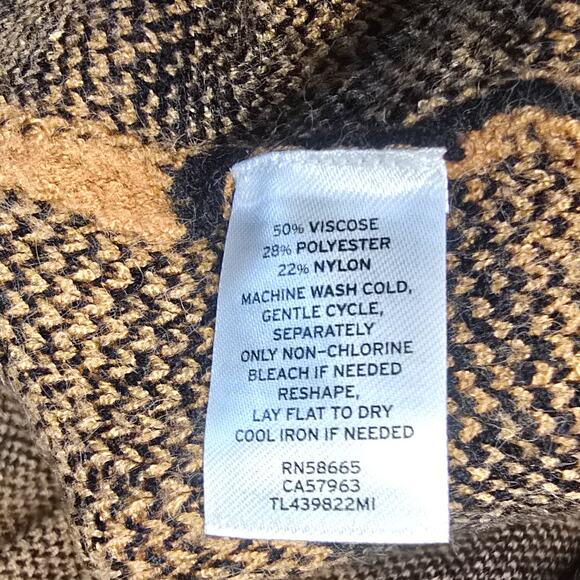 50% VISCOSE
28% POLYESTER
22% NYLON
MACHINE WASH COLD,
GENTLE CYCLE,
SEPARATELY
ONLY NON-CHLORINE
BLEACH IF NEEDED
RESHAPE,
LAY FLAT TO DRY
COOL IRON IF NEEDED
RN58665
CA57963
TL439822MI